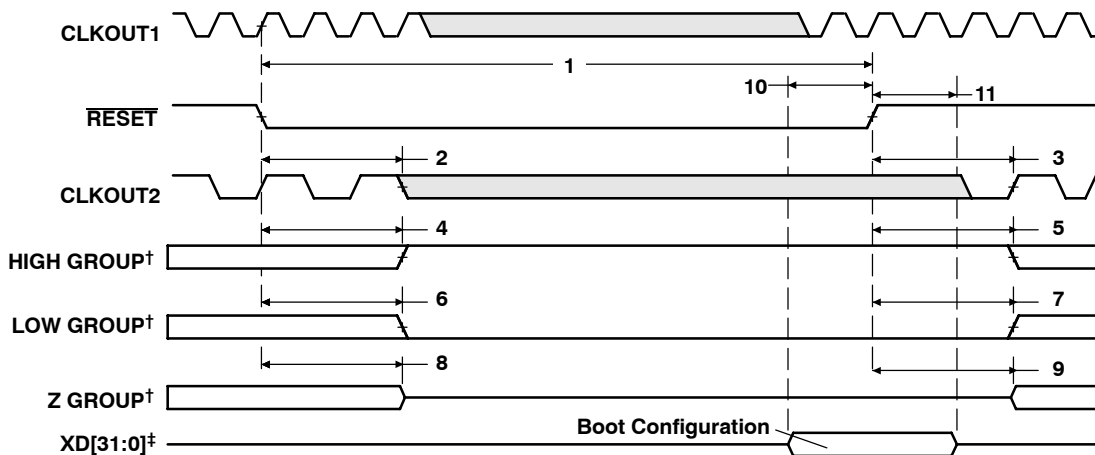 CLKOUT1
1
10
11
RESET
2
3
CLKOUT2
4
5
HIGH GROUP†
6
7
LOW GROUP†
8
9
Z GROUP†
Boot Configuration
XD[31:0]‡